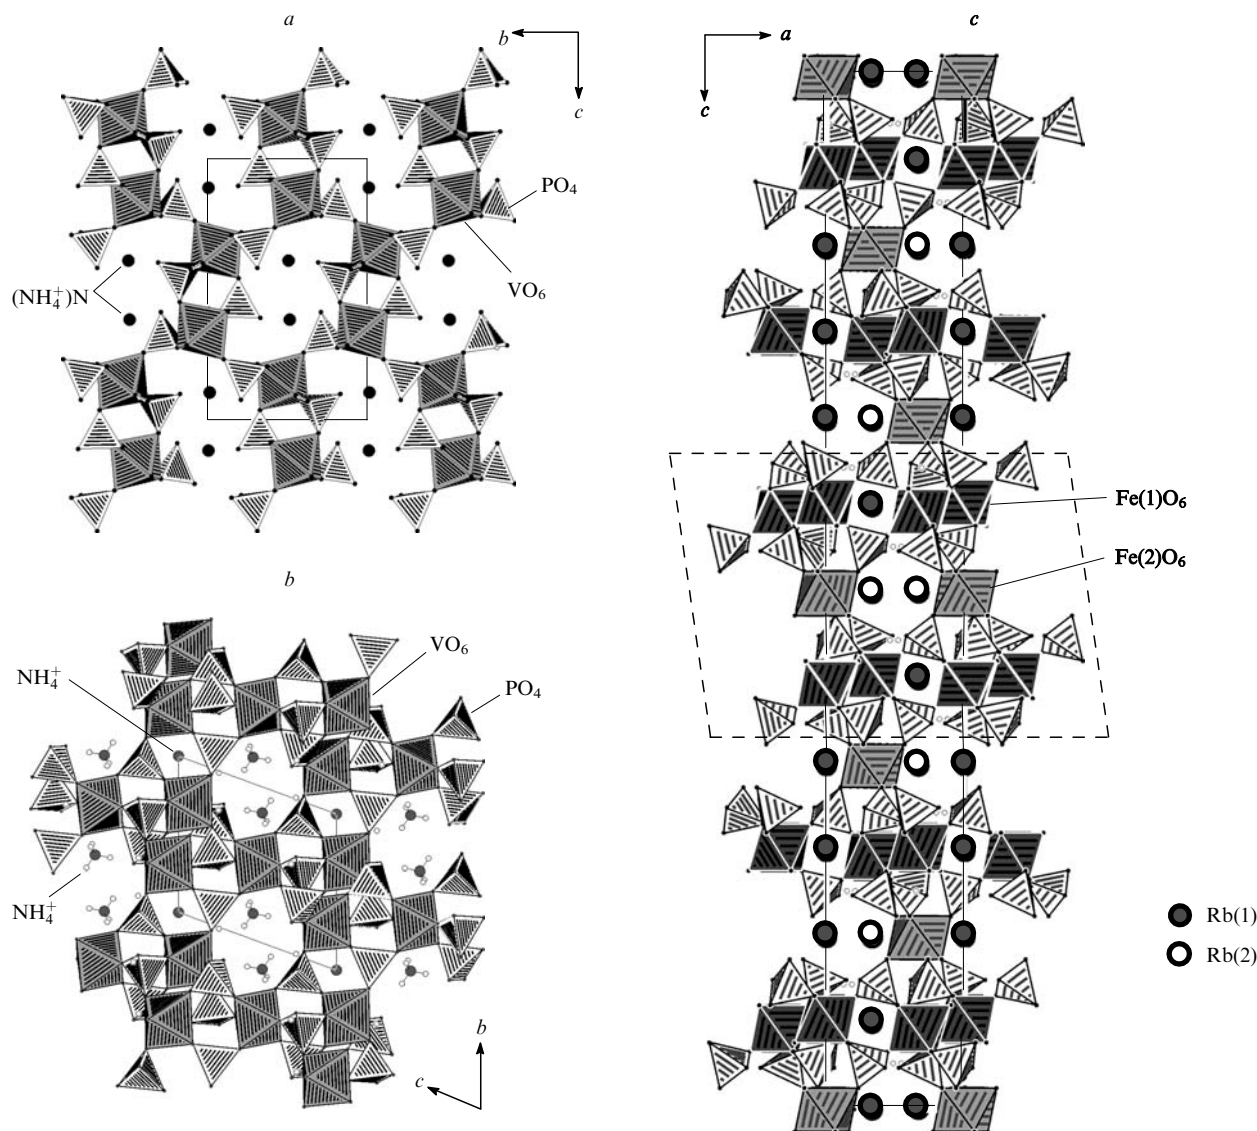 a
b
c
PO₄
(NH₄⁺)N
VO₆
b
NH₄⁺
VO₆
PO₄
NH₄⁺
b
c
c
a
c
Fe(1)O₆
Fe(2)O₆
Rb(1)
Rb(2)